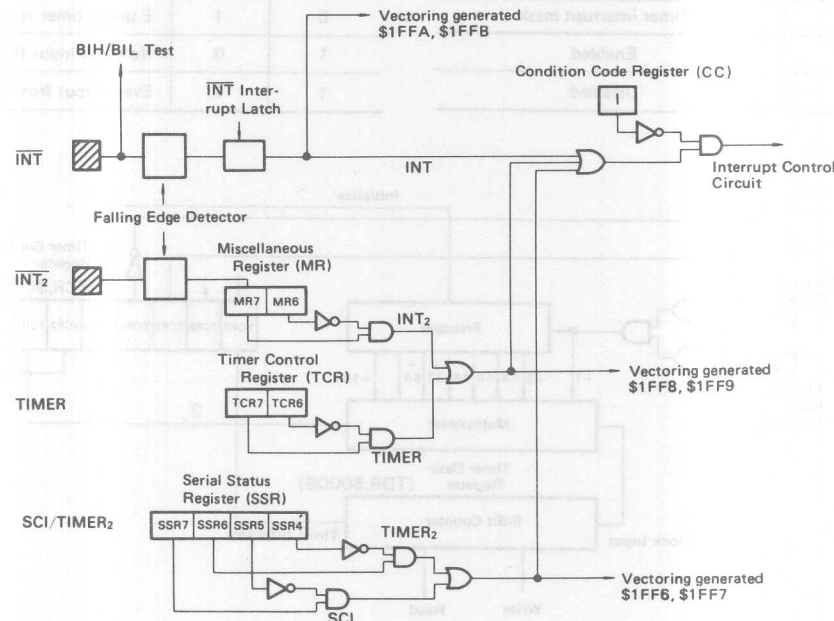 Vectoring generated
$1FFA, $1FFB
BIH/BIL Test
INT Inter-
rupt Latch
Condition Code Register (CC)
I
INT
INT
Interrupt Control
Circuit
Falling Edge Detector
Miscellaneous
Register (MR)
INT₂
MR7 MR6
INT₂
Timer Control
Register (TCR)
Vectoring generated
$1FF8, $1FF9
TIMER
TCR7 TCR6
TIMER
Serial Status
Register (SSR)
SCI/TIMER₂
SSR7 SSR6 SSR5 SSR4
TIMER₂
Vectoring generated
$1FF6, $1FF7
SCI